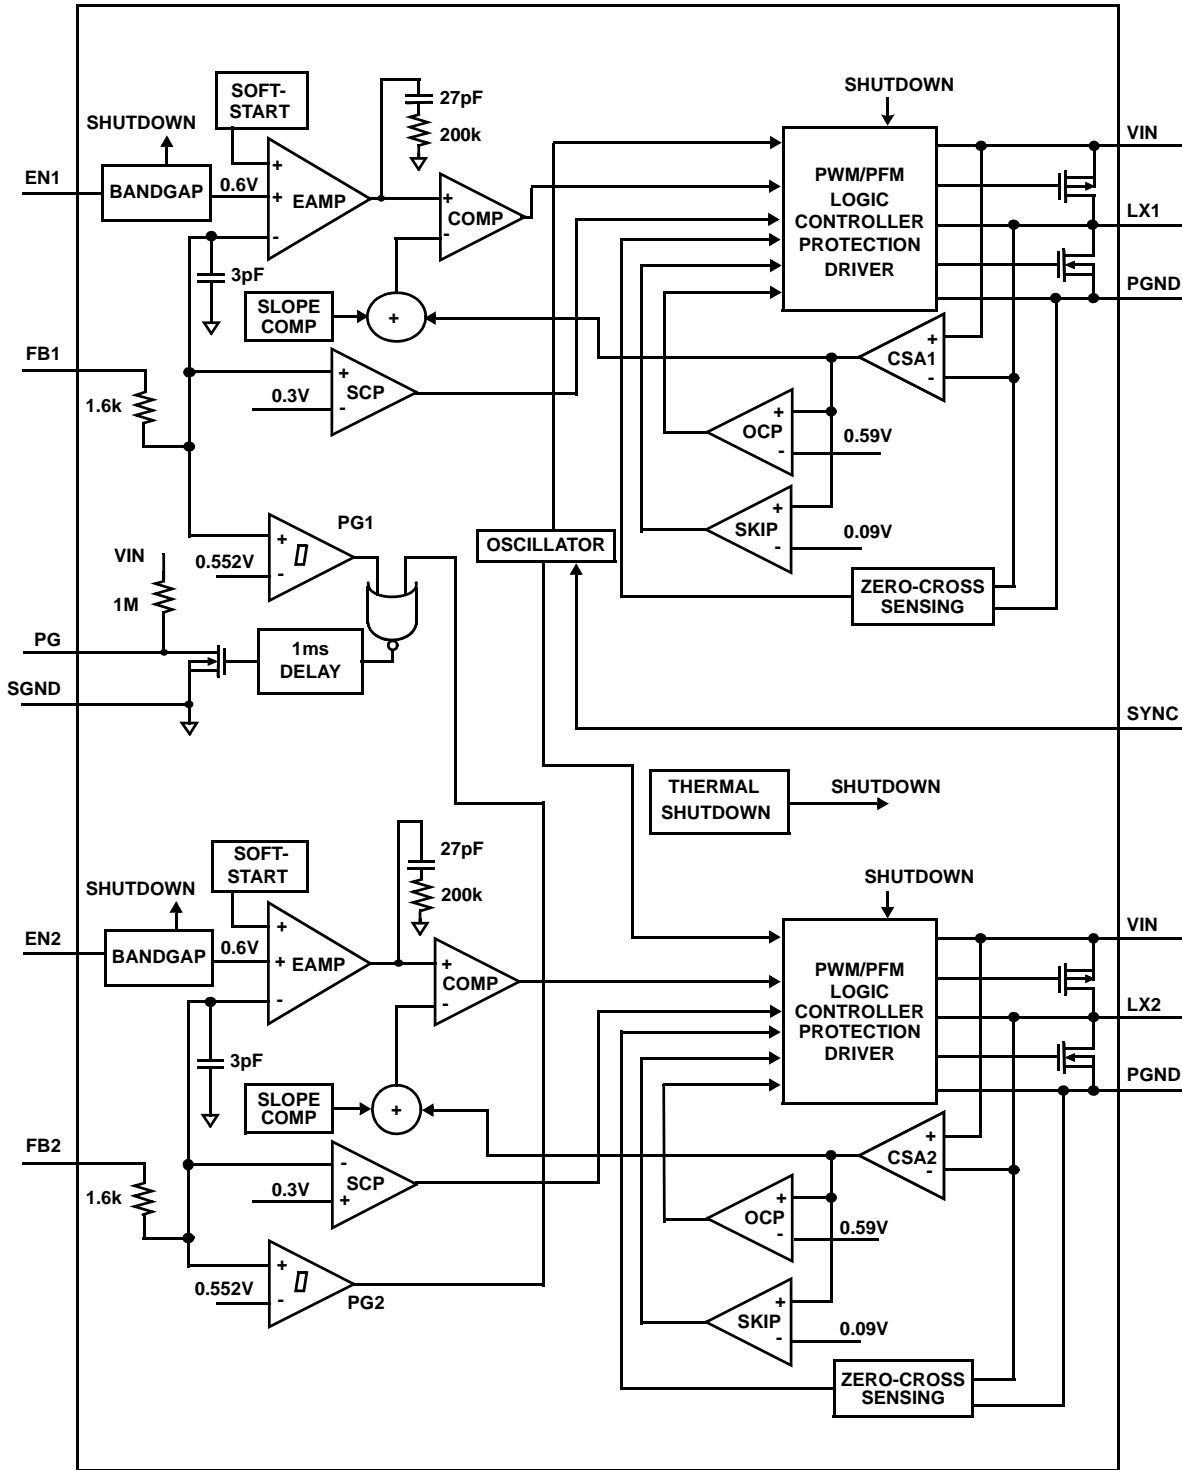 SHUTDOWN
SOFT-
START
27pF
200k
SHUTDOWN
VIN
EN1
BANDGAP
0.6V
+
+
-
EAMP
+
-
COMP
PWM/PFM
LOGIC
CONTROLLER
PROTECTION
DRIVER
LX1
3pF
SLOPE
COMP
+
PGND
FB1
1.6k
0.3V
+
-
SCP
+
-
CSA1
+
-
OCP
0.59V
+
-
SKIP
0.09V
PG1
OSCILLATOR
+
-
0.552V
VIN
1M
ZERO-CROSS
SENSING
PG
1ms
DELAY
SGND
SYNC
THERMAL
SHUTDOWN
SHUTDOWN
SOFT-
START
27pF
200k
SHUTDOWN
SHUTDOWN
VIN
EN2
BANDGAP
0.6V
+
+
-
EAMP
+
-
COMP
PWM/PFM
LOGIC
CONTROLLER
PROTECTION
DRIVER
LX2
3pF
SLOPE
COMP
+
PGND
FB2
1.6k
0.3V
-
+
SCP
+
-
CSA2
+
-
OCP
0.59V
0.552V
+
-
PG2
+
-
SKIP
0.09V
ZERO-CROSS
SENSING